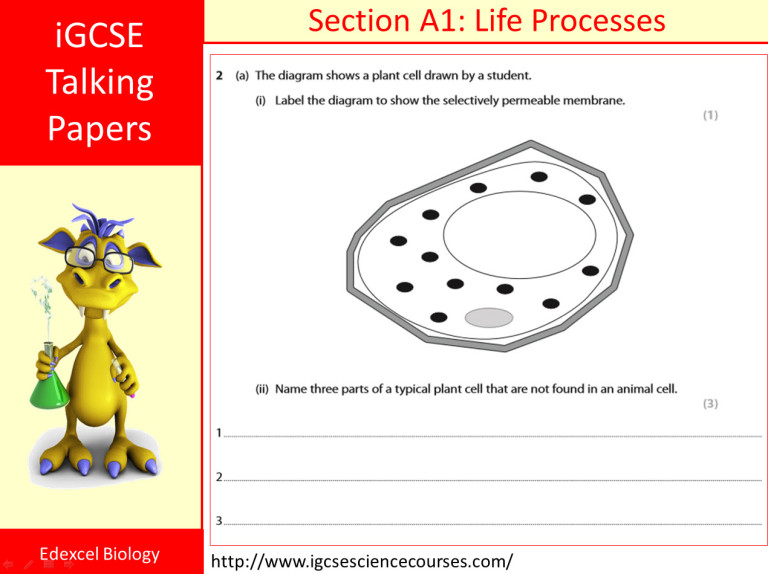 iGCSE
Talking
Papers
Section A1: Life Processes
2 (a) The diagram shows a plant cell drawn by a student.
(i) Label the diagram to show the selectively permeable membrane.
(1)
(ii) Name three parts of a typical plant cell that are not found in an animal cell.
(3)
1
2
3
Edexcel Biology
http://www.igcsesciencecourses.com/